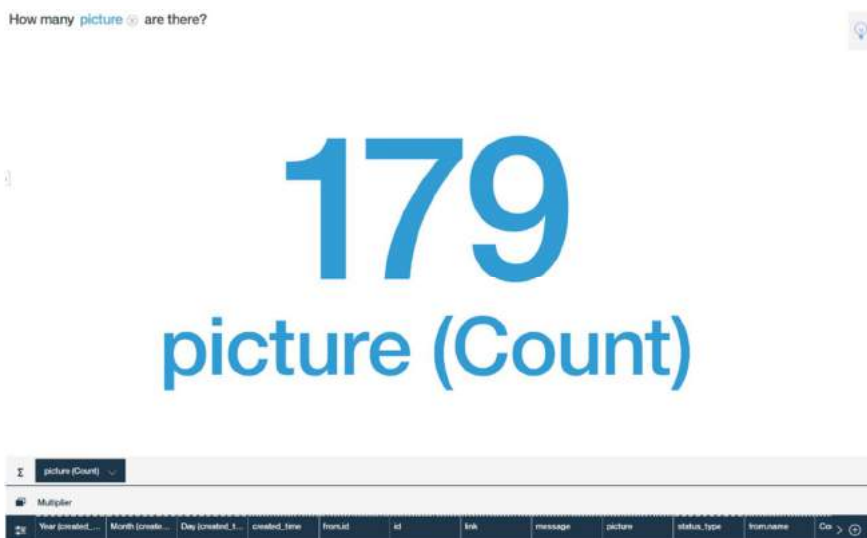 How many picture are there?
179
picture (Count)
Σ picture (Count)
Multiplier
Year (created_... Month (create... Day (created_t... created_time from.id id link message picture status_type from.name Co